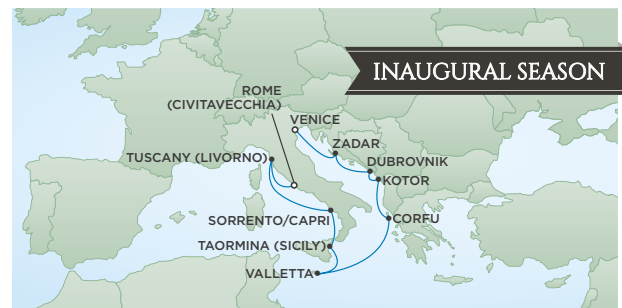 INAUGURAL SEASON
ROME
(CIVITAVECCHIA)
VENICE
ZADAR
TUSCANY (LIVORNO)
DUBROVNIK
KOTOR
SORRENTO/CAPRI
CORFU
TAORMINA (SICILY)
VALLETTA